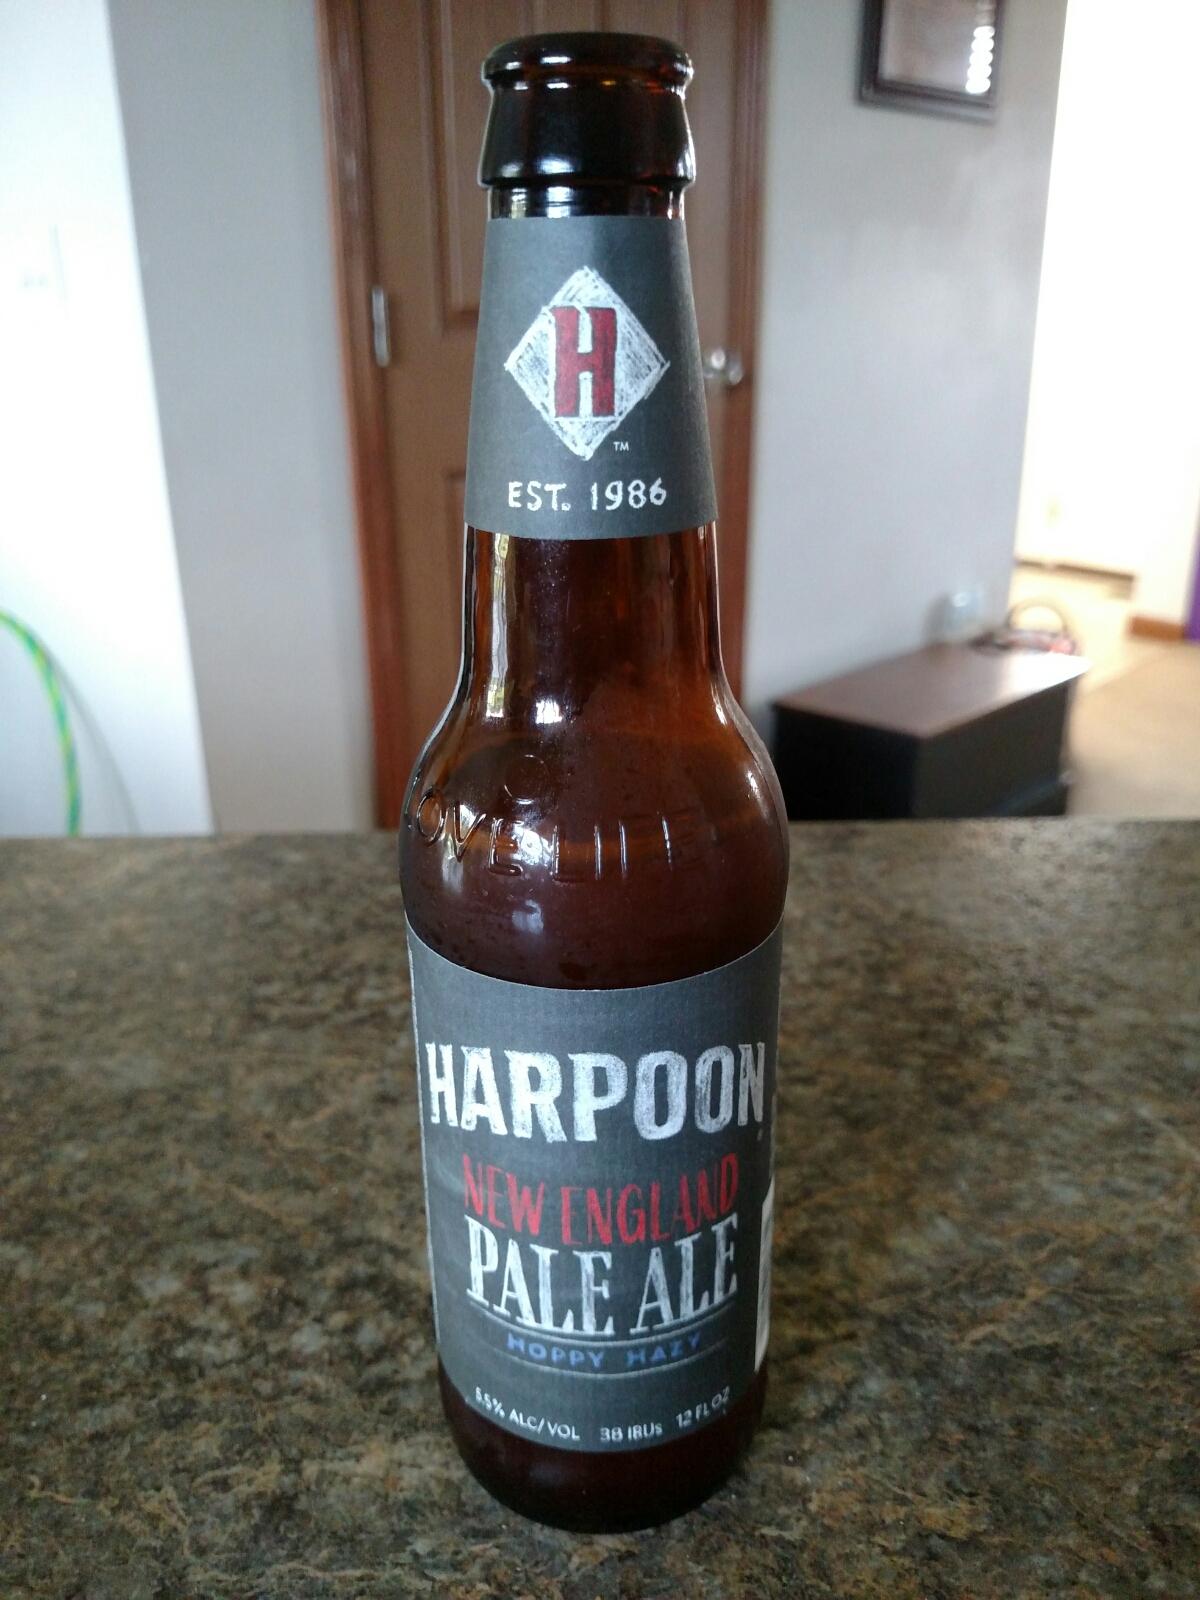 H
TM
EST. 1986
HARPOON
NEW ENGLAND
PALE ALE
HOPPY HAZY
5.5% ALC/VOL 38 IBUs 12 FL OZ